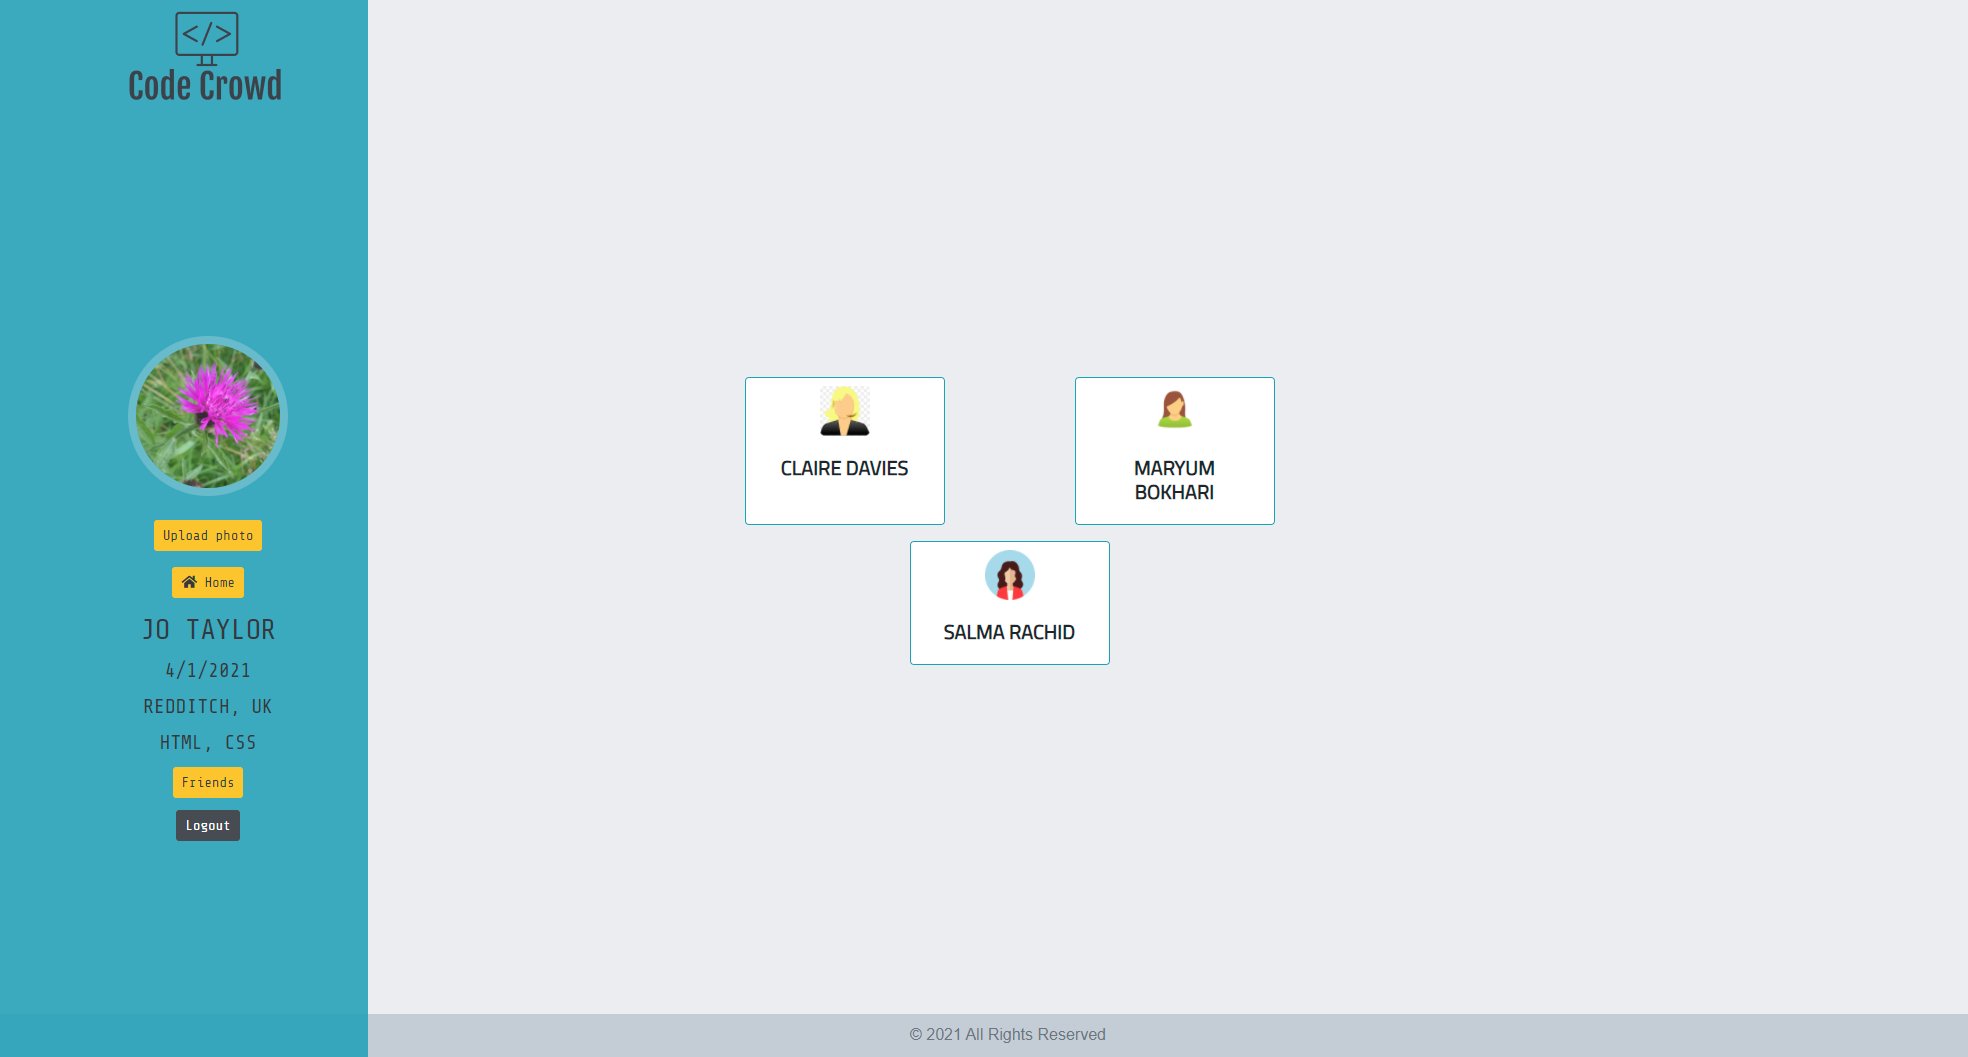 </>
Code Crowd
Upload photo
Home
JO TAYLOR
4/1/2021
REDDITCH, UK
HTML, CSS
Friends
Logout
CLAIRE DAVIES
MARYUM
BOKHARI
SALMA RACHID
© 2021 All Rights Reserved